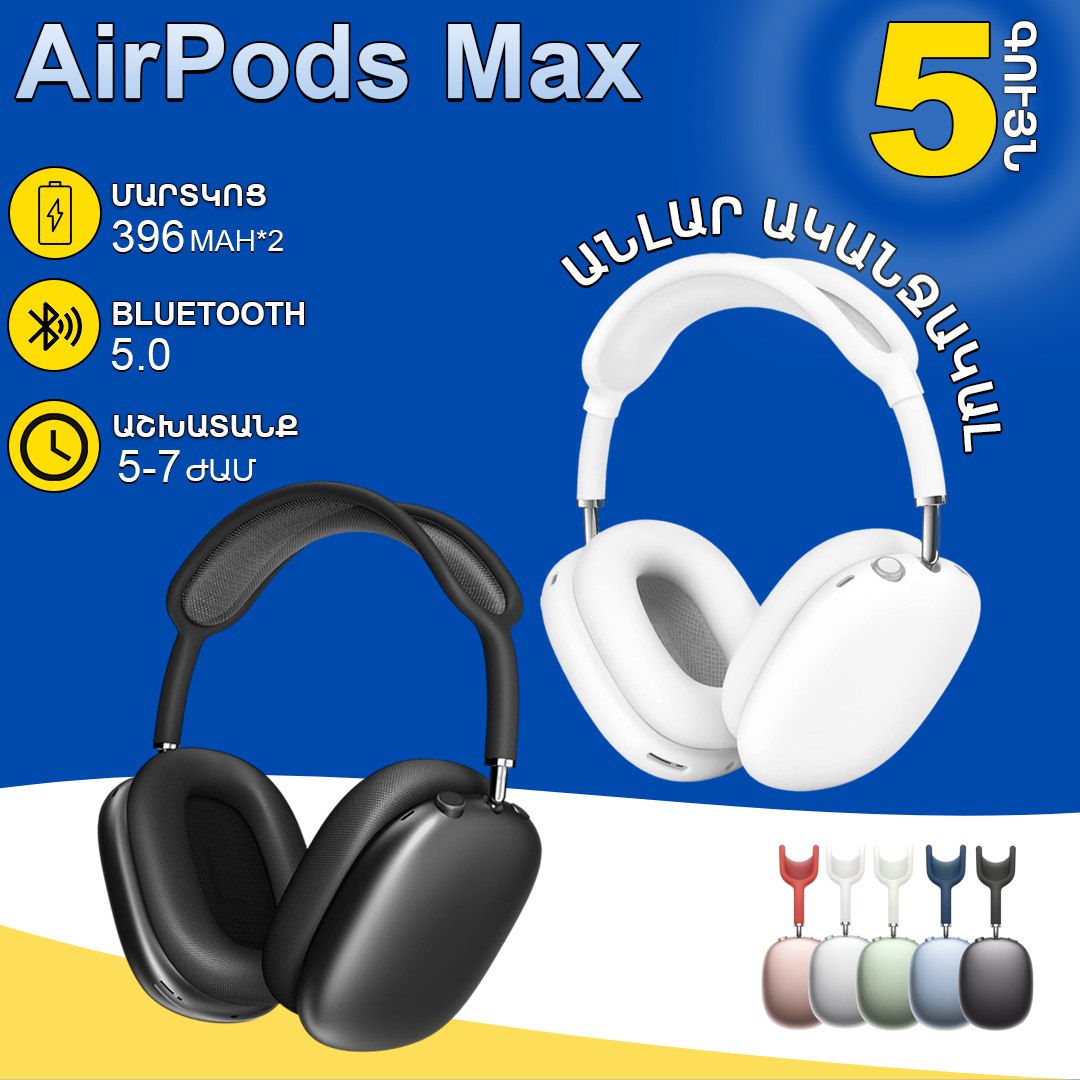 AirPods Max
5 ԳՈՒՅՆ
ՄԱՐՏԿՈՑ
396 MAH*2
BLUETOOTH
5.0
ԱՇԽԱՏԱՆՔ
5-7 ԺԱՄ
ԱՆԼԱՐ ԱԿԱՆՋԱԿԱԼ